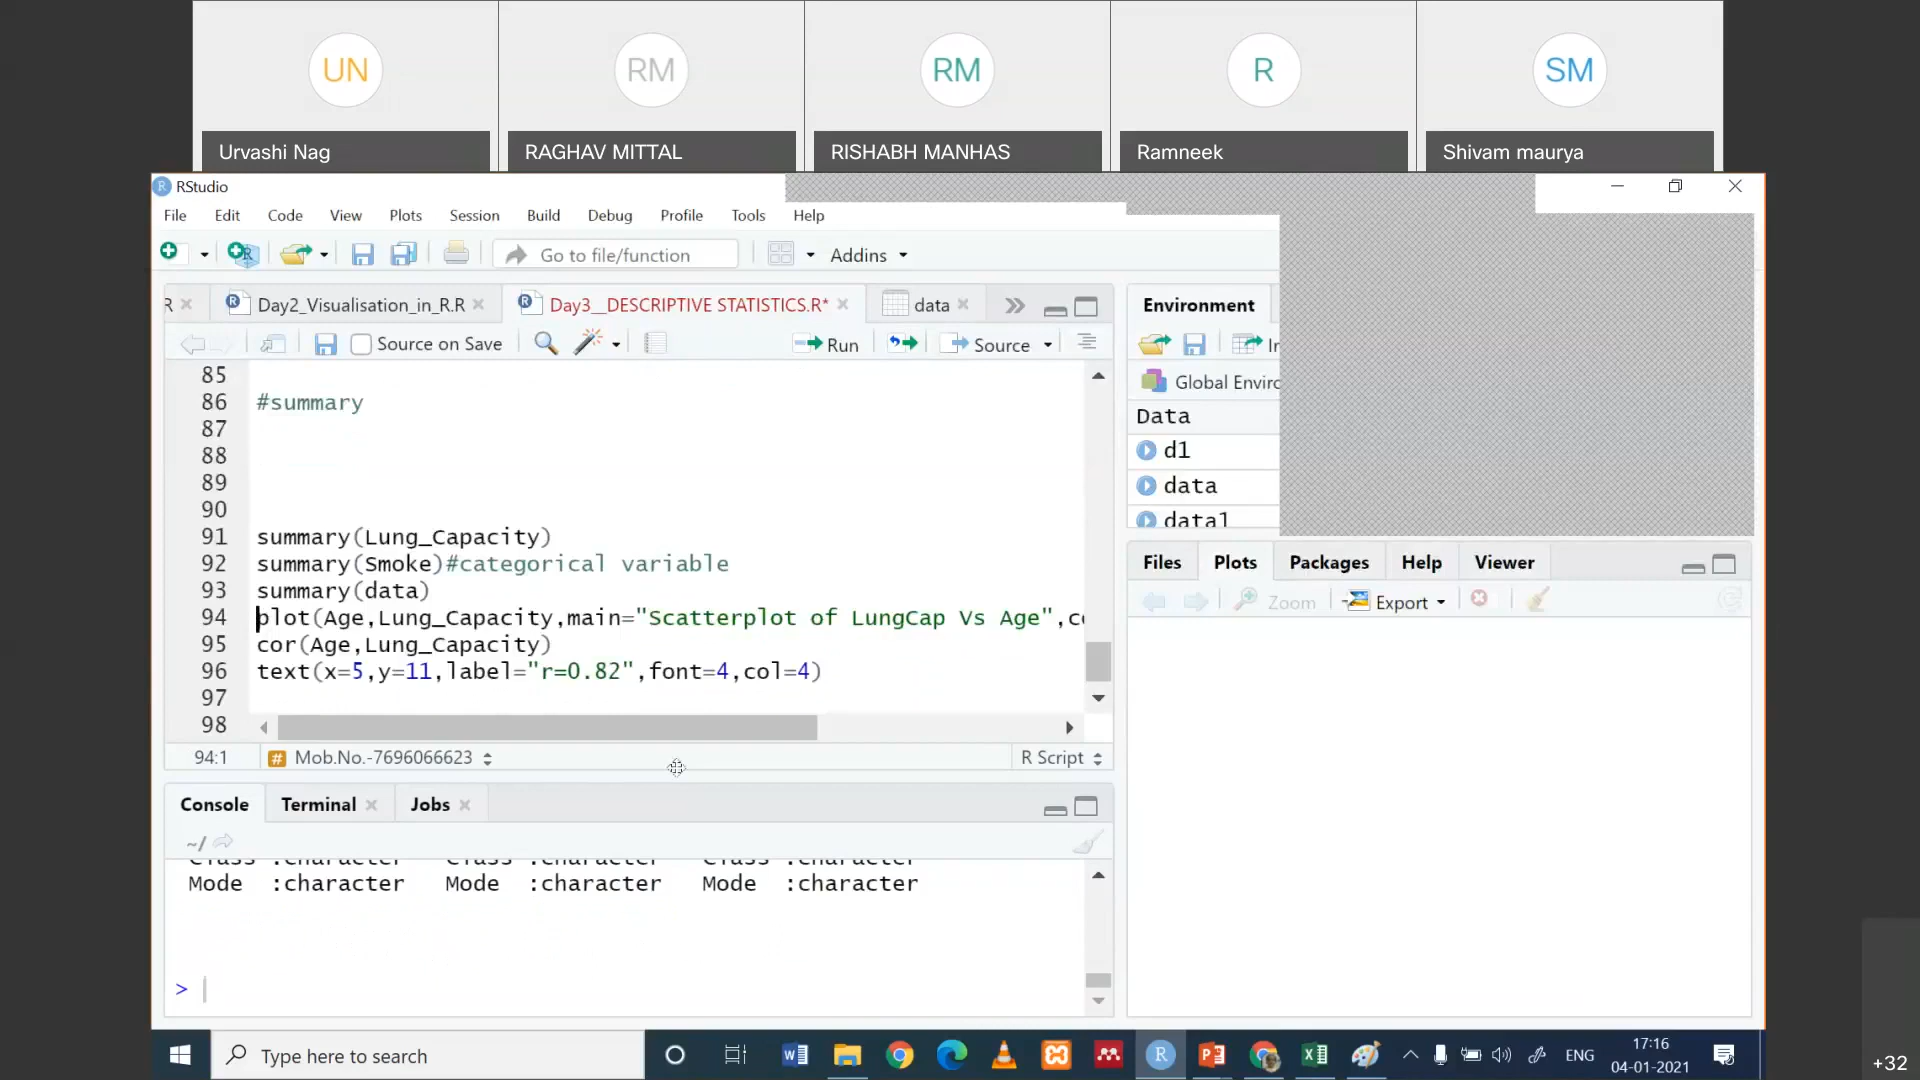 UN RM RM R SM
Urvashi Nag RAGHAV MITTAL RISHABH MANHAS Ramneek Shivam maurya
RStudio
File Edit Code View Plots Session Build Debug Profile Tools Help
Go to file/function Addins
R Day2_Visualisation_in_R.R Day3__DESCRIPTIVE STATISTICS.R* data
Source on Save Run Source
85
86 #summary
87
88
89
90
91 summary(Lung_Capacity)
92 summary(Smoke)#categorical variable
93 summary(data)
94 plot(Age,Lung_Capacity,main="Scatterplot of LungCap Vs Age",c
95 cor(Age,Lung_Capacity)
96 text(x=5,y=11,label="r=0.82",font=4,col=4)
97
98
94:1 # Mob.No.-7696066623 R Script
Console Terminal Jobs
~/
Class :character Class :character Class :character
Mode :character Mode :character Mode :character
>
Environment
Global Enviro
Data
d1
data
data1
Files Plots Packages Help Viewer
Zoom Export
Type here to search
ENG
17:16
04-01-2021
+32